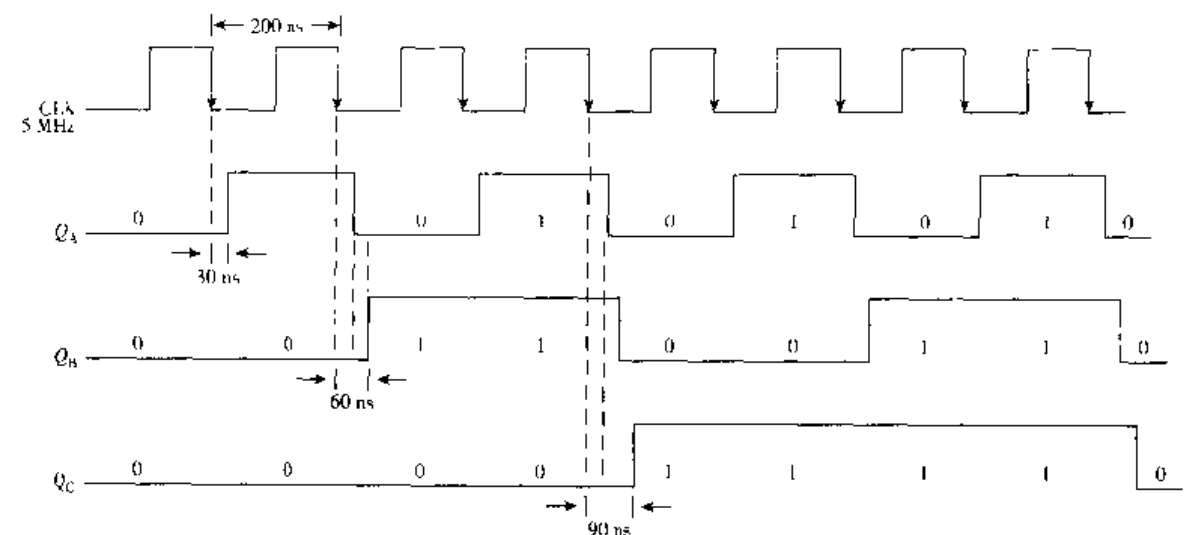 200 ns
CLK
5 MHz
Q_A 0 1 0 1 0 1 0 1 0
30 ns
Q_B 0 0 1 1 0 0 1 1 0
60 ns
Q_C 0 0 0 0 1 1 1 1 0
90 ns